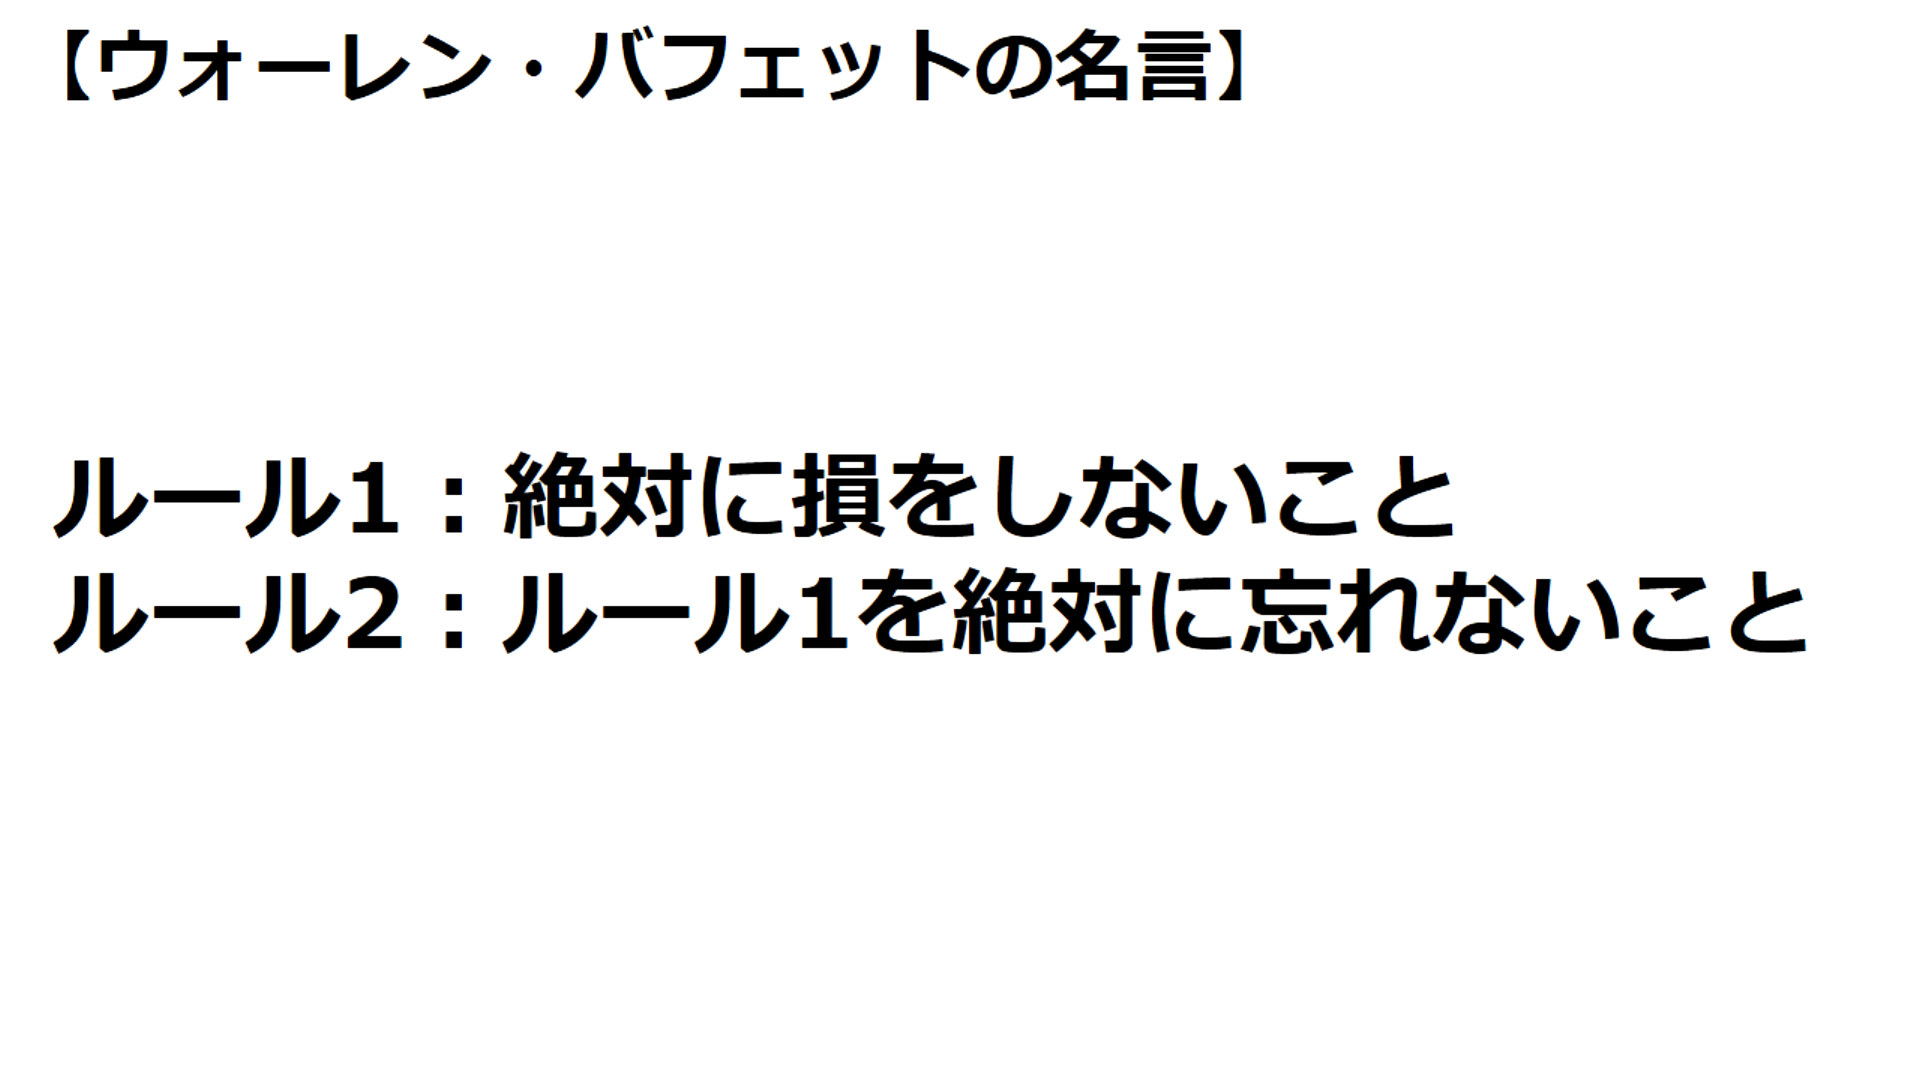 【ウォーレン・バフェットの名言】
ルール1：絶対に損をしないこと
ルール2：ルール1を絶対に忘れないこと